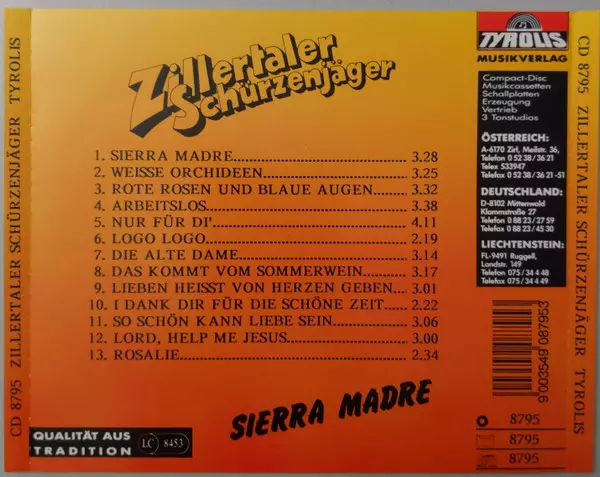 CD 8795 ZILLERTALER SCHÜRZENJÄGER TYROLIS
Zillertaler
Schürzenjäger
1. SIERRA MADRE 3.28
2. WEISSE ORCHIDEEN 3.25
3. ROTE ROSEN UND BLAUE AUGEN 3.32
4. ARBEITSLOS 3.38
5. NUR FÜR DI' 4.11
6. LOGO LOGO 2.19
7. DIE ALTE DAME 3.14
8. DAS KOMMT VOM SOMMERWEIN 3.17
9. LIEBEN HEISST VON HERZEN GEBEN 3.01
10. I DANK DIR FÜR DIE SCHÖNE ZEIT 2.22
11. SO SCHÖN KANN LIEBE SEIN 3.06
12. LORD, HELP ME JESUS 3.00
13. ROSALIE 2.34
SIERRA MADRE
QUALITÄT AUS
TRADITION
LC 8453
TYROLIS
MUSIKVERLAG
Compact-Disc
Musikcassetten
Schallplatten
Erzeugung
Vertrieb
3 Tonstudios
ÖSTERREICH:
A-6170 Zirl, Meilstr. 36,
Telefon 0 52 38 / 36 21
Telex 533947
Telefax 0 52 38 / 36 21-51
DEUTSCHLAND:
D-8102 Mittenwald
Klammstraße 27
Telefon 0 88 23 / 27 59
Telefax 0 88 23 / 45 30
LIECHTENSTEIN:
FL-9491 Ruggell,
Landstr. 149
Telefon 075 / 34 4 48
Telefax 075 / 34 4 49
9 003549 087953
8795
8795
8795
CD 8795 ZILLERTALER SCHÜRZENJÄGER TYROLIS